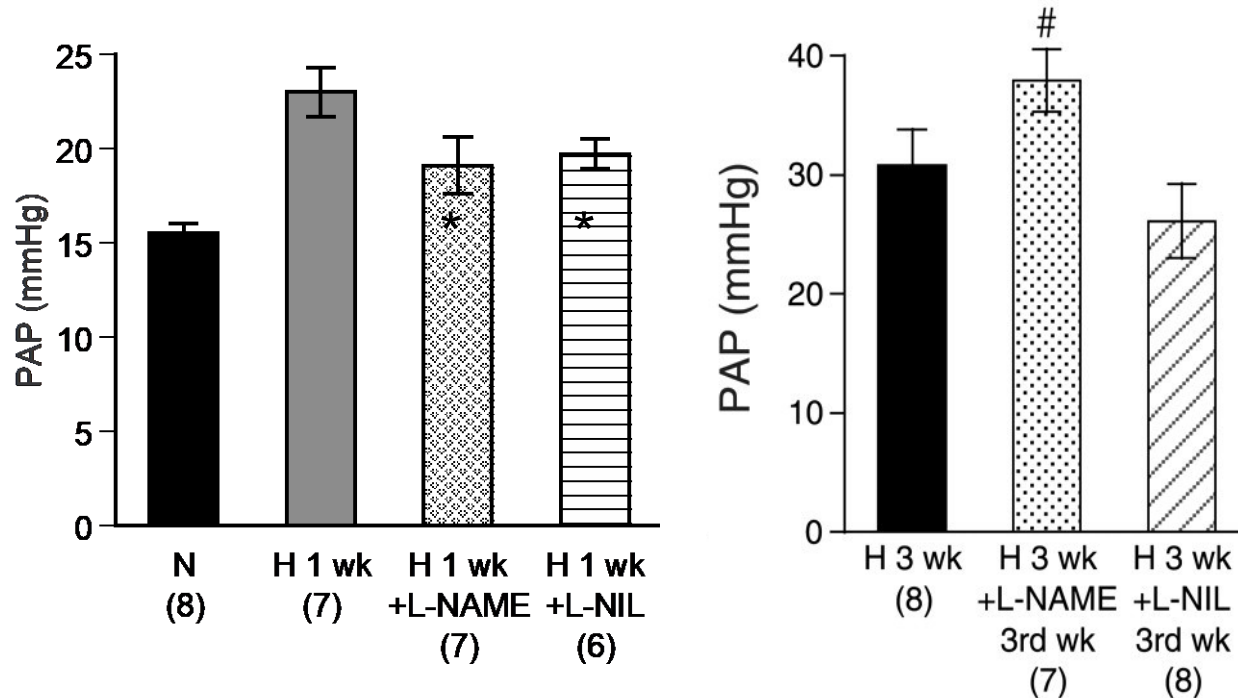 PAP (mmHg)
25
20
15
10
5
0
*
*
N
(8)
H 1 wk
(7)
H 1 wk
+L-NAME
(7)
H 1 wk
+L-NIL
(6)
PAP (mmHg)
40
30
20
10
0
#
H 3 wk
(8)
H 3 wk
+L-NAME
3rd wk
(7)
H 3 wk
+L-NIL
3rd wk
(8)